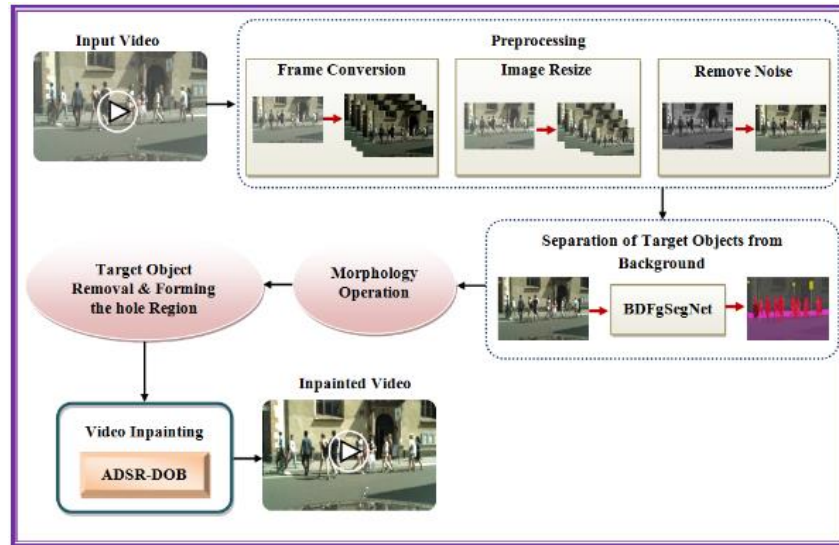 Input Video
Preprocessing
Frame Conversion
Image Resize
Remove Noise
Separation of Target Objects from
Background
BDFgSegNet
Morphology
Operation
Target Object
Removal & Forming
the hole Region
Video Inpainting
ADSR-DOB
Inpainted Video